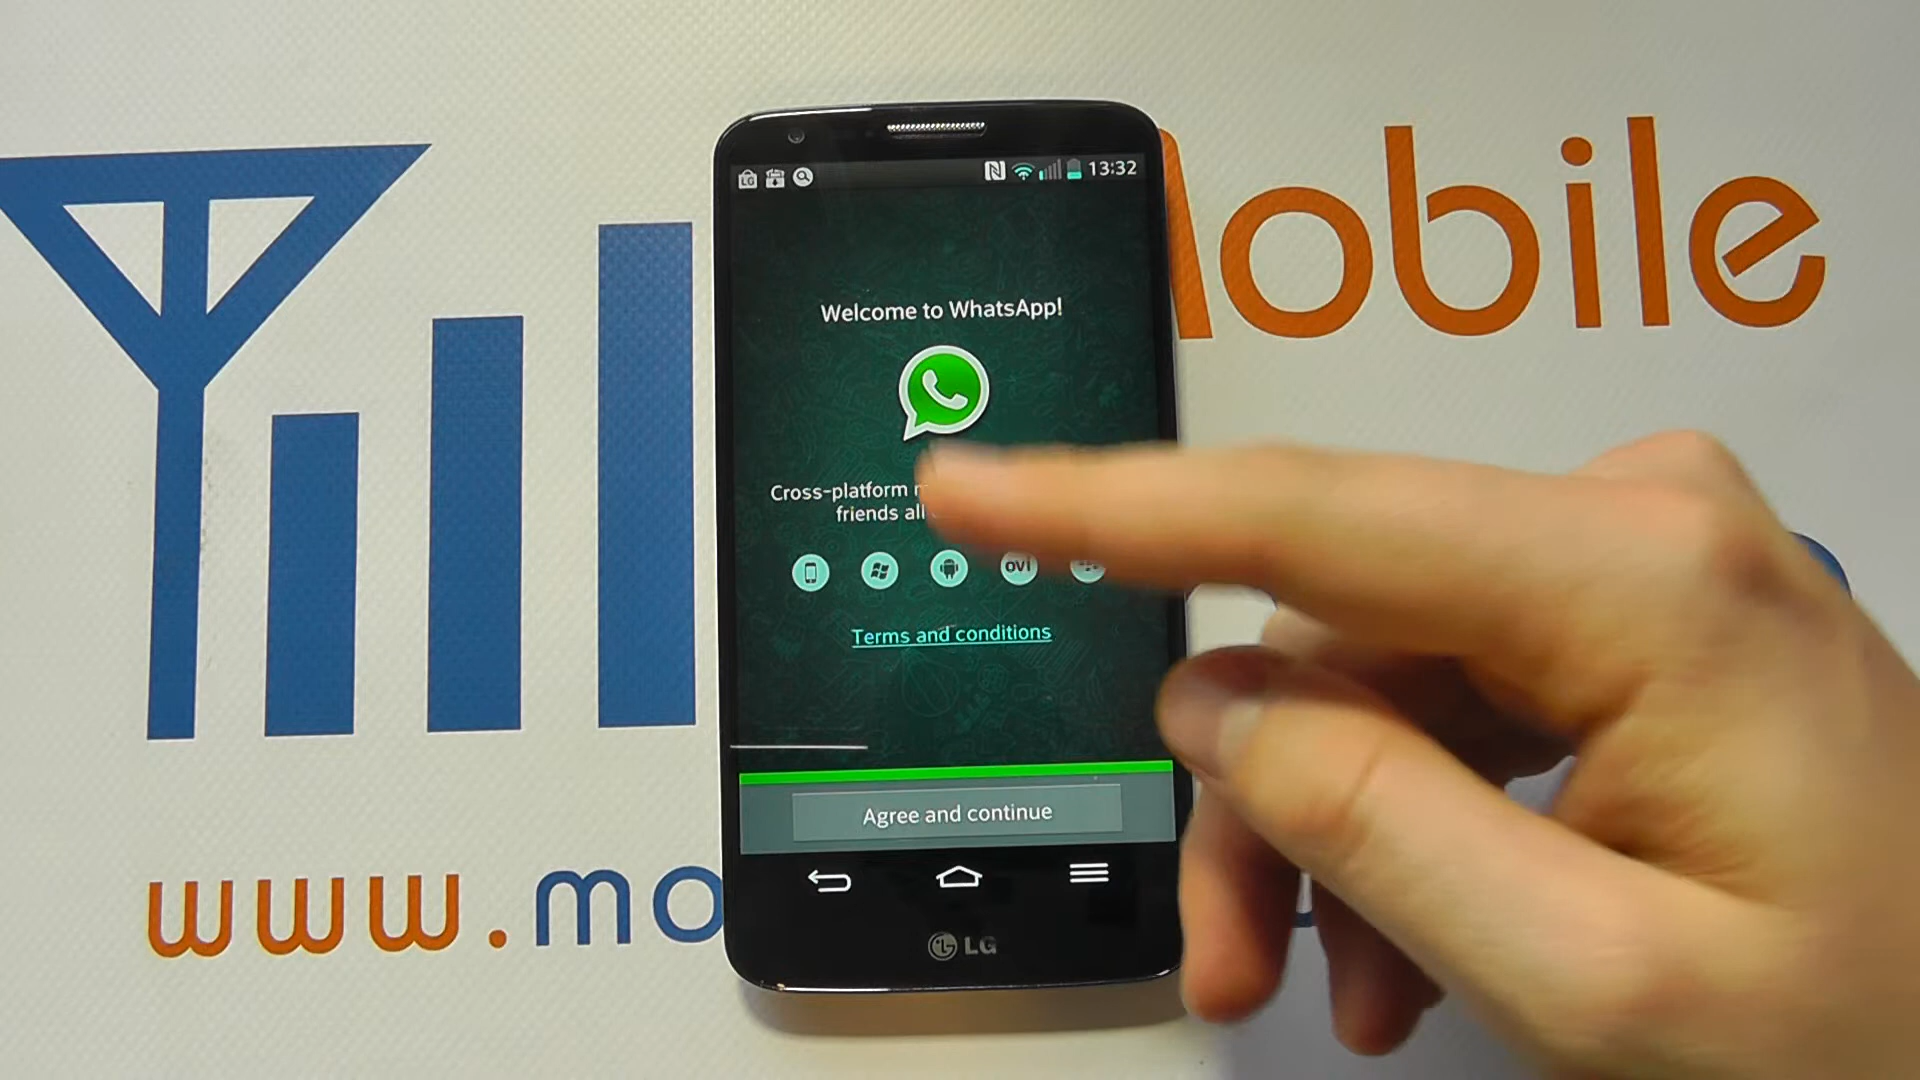 Mobile
13:32
Welcome to WhatsApp!
Cross-platform
friends all
ovi
Terms and conditions
Agree and continue
www.mo
LG